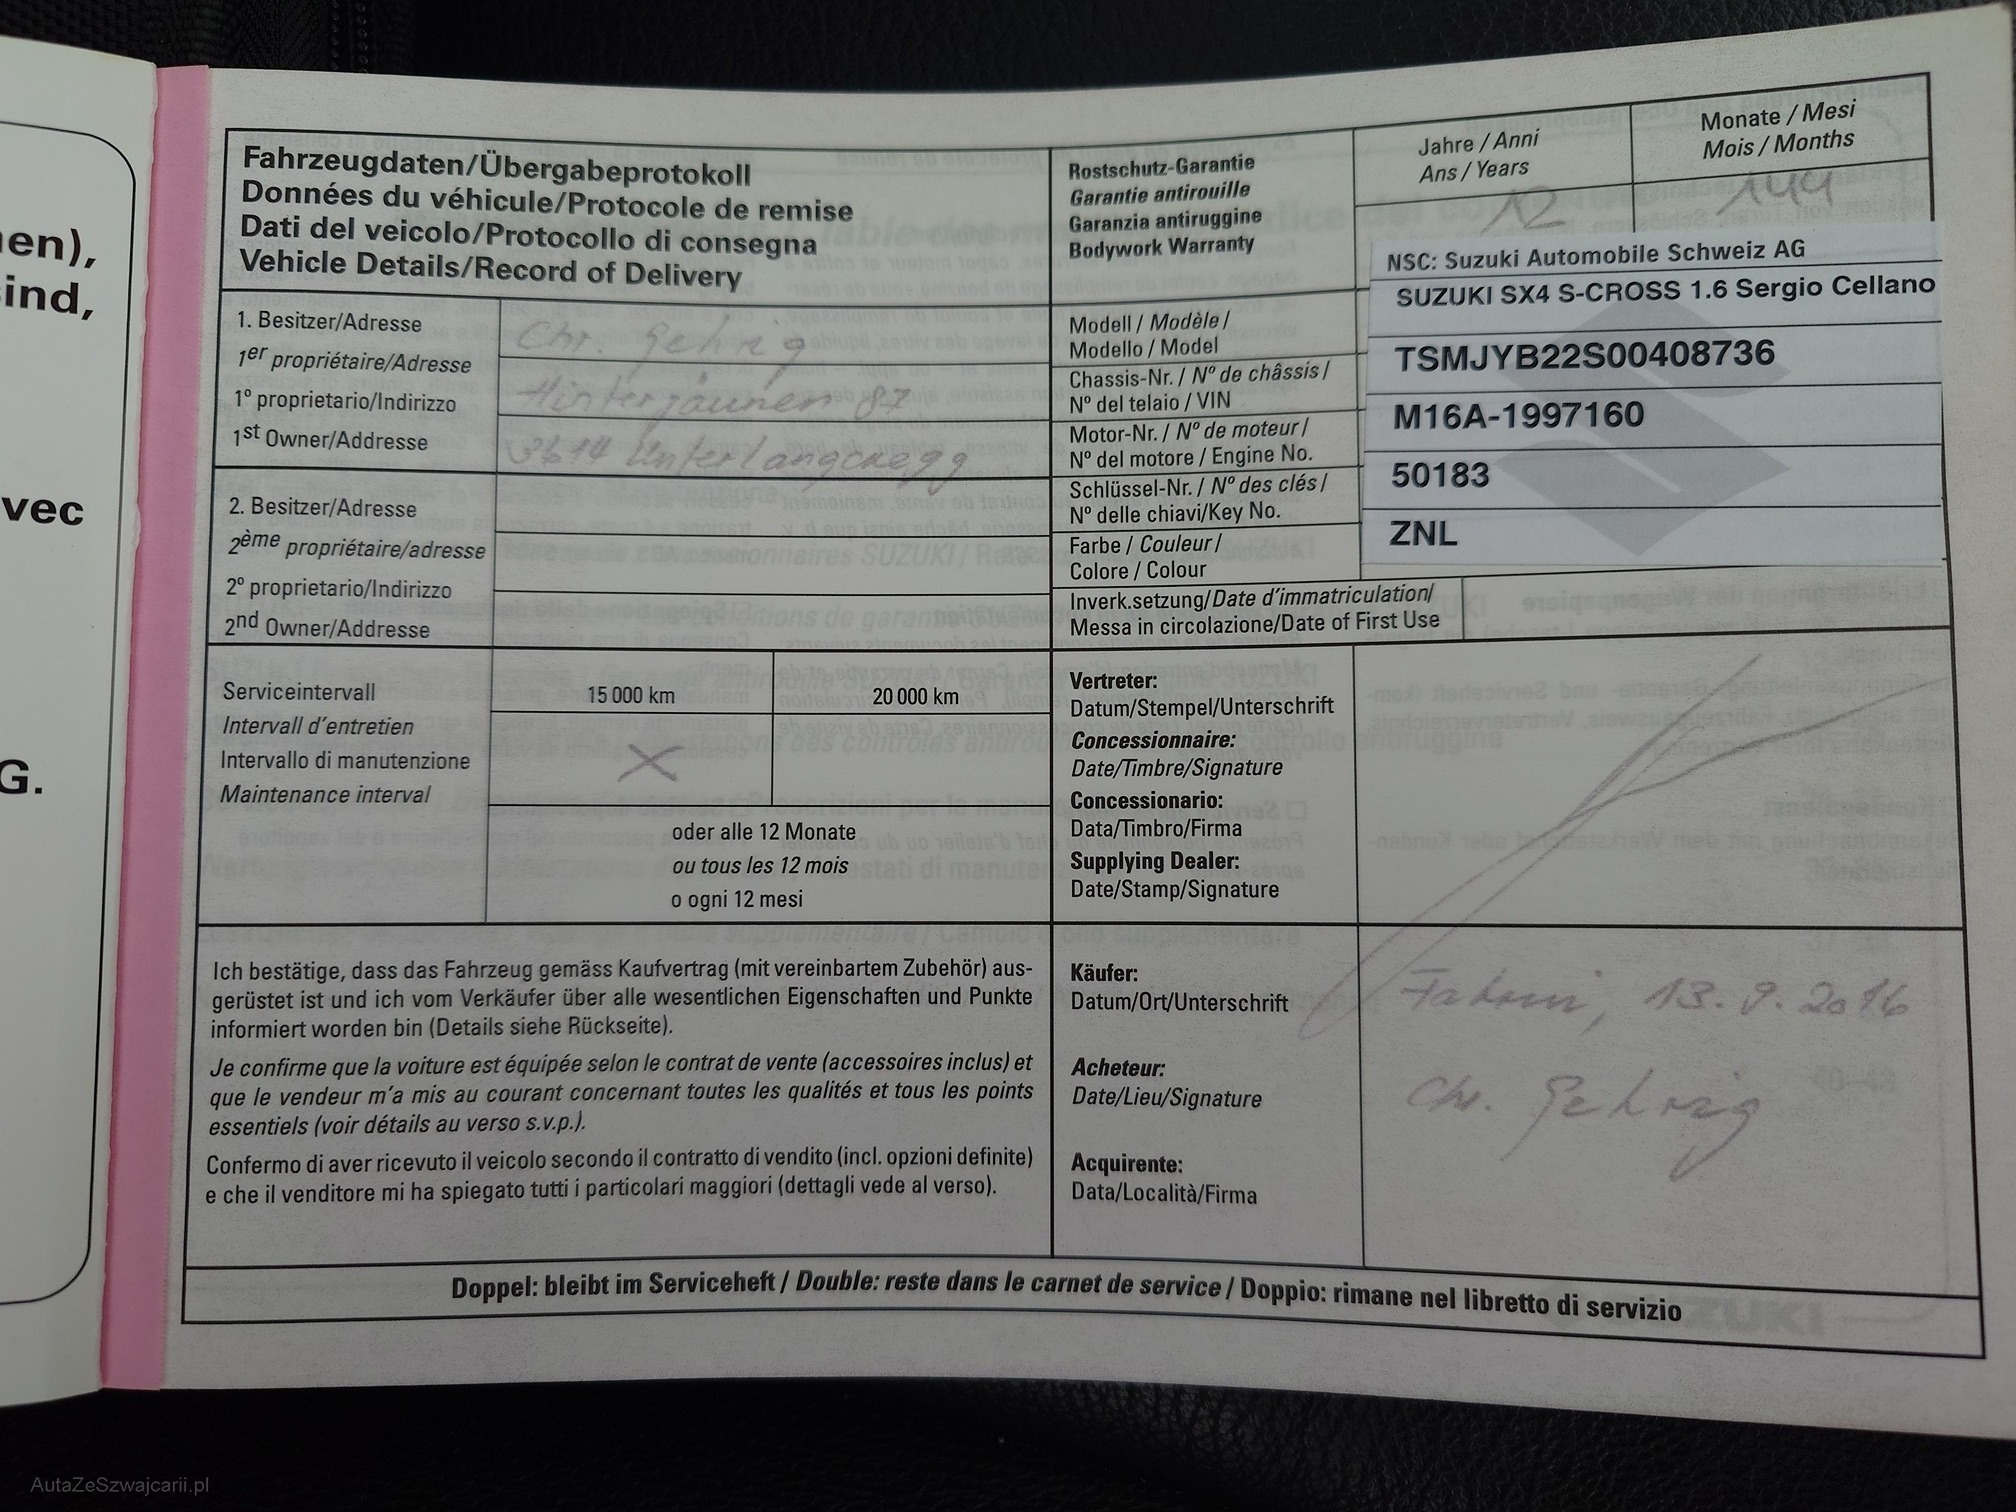 nen),
sind,
vec
G.
Fahrzeugdaten/Übergabeprotokoll
Données du véhicule/Protocole de remise
Dati del veicolo/Protocollo di consegna
Vehicle Details/Record of Delivery
Rostschutz-Garantie
Garantie antirouille
Garanzia antiruggine
Bodywork Warranty
Jahre / Anni
Ans / Years
12
Monate / Mesi
Mois / Months
144
NSC: Suzuki Automobile Schweiz AG
1. Besitzer/Adresse
1er propriétaire/Adresse
1° proprietario/Indirizzo
1st Owner/Address
Chr. Gehrig
87
3614 Unterlangenegg
Modell / Modèle /
Modello / Model
SUZUKI SX4 S-CROSS 1.6 Sergio Cellano
Chassis-Nr. / N° de châssis /
N° del telaio / VIN
TSMJYB22S00408736
Motor-Nr. / N° de moteur /
N° del motore / Engine No.
M16A-1997160
2. Besitzer/Adresse
2ème propriétaire/adresse
2° proprietario/Indirizzo
2nd Owner/Address
Schlüssel-Nr. / N° des clés /
N° delle chiavi/Key No.
50183
Farbe / Couleur /
Colore / Colour
ZNL
Inverk.setzung/Date d'immatriculation/
Messa in circolazione/Date of First Use
Serviceintervall
Intervall d'entretien
Intervallo di manutenzione
Maintenance interval
15 000 km
20 000 km
X
oder alle 12 Monate
ou tous les 12 mois
o ogni 12 mesi
Vertreter:
Datum/Stempel/Unterschrift
Concessionnaire:
Date/Timbre/Signature
Concessionario:
Data/Timbro/Firma
Supplying Dealer:
Date/Stamp/Signature
Ich bestätige, dass das Fahrzeug gemäss Kaufvertrag (mit vereinbartem Zubehör) aus-
gerüstet ist und ich vom Verkäufer über alle wesentlichen Eigenschaften und Punkte
informiert worden bin (Details siehe Rückseite).
Je confirme que la voiture est équipée selon le contrat de vente (accessoires inclus) et
que le vendeur m'a mis au courant concernant toutes les qualités et tous les points
essentiels (voir détails au verso s.v.p.).
Confermo di aver ricevuto il veicolo secondo il contratto di vendito (incl. opzioni definite)
e che il venditore mi ha spiegato tutti i particolari maggiori (dettagli vede al verso).
Käufer:
Datum/Ort/Unterschrift
Acheteur:
Date/Lieu/Signature
Acquirente:
Data/Località/Firma
13.9.2016
Chr. Gehrig
Doppel: bleibt im Serviceheft / Double: reste dans le carnet de service / Doppio: rimane nel libretto di servizio
AutaZeSzwajcarii.pl